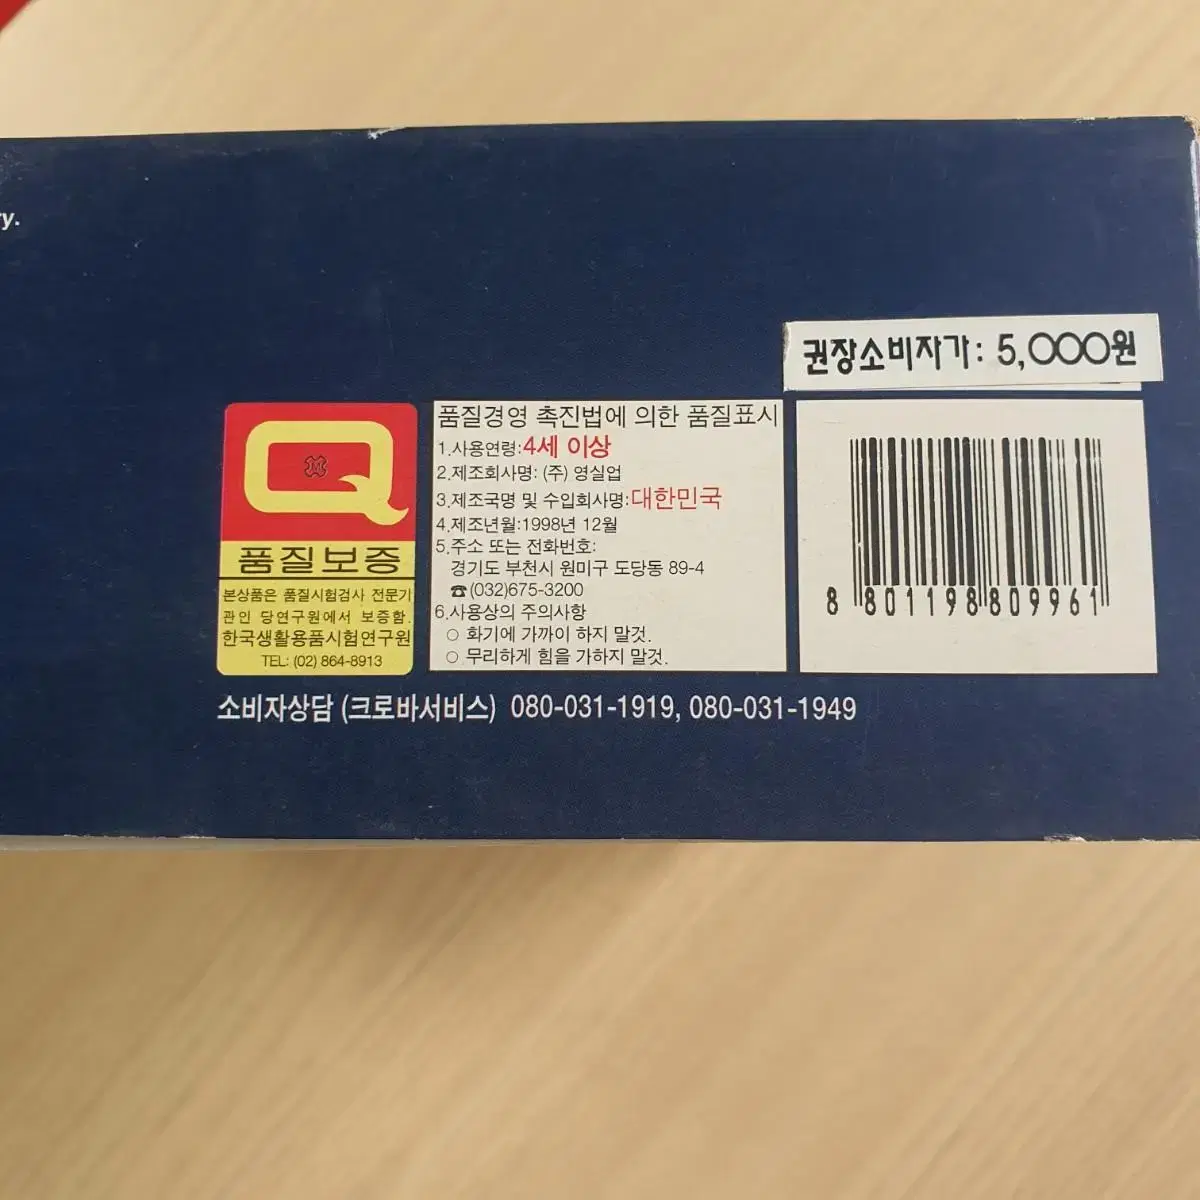 권장소비자가: 5,000원
Q
품질보증
본상품은 품질시험검사 전문기
관인 당연구원에서 보증함.
한국생활용품시험연구원
TEL: (02) 864-8913
품질경영 촉진법에 의한 품질표시
1.사용연령:4세 이상
2.제조회사명: (주) 영실업
3.제조국명 및 수입회사명:대한민국
4.제조년월:1998년 12월
5.주소 또는 전화번호:
경기도 부천시 원미구 도당동 89-4
☎(032)675-3200
6.사용상의 주의사항
○ 화기에 가까이 하지 말것.
○ 무리하게 힘을 가하지 말것.
8 801198 809961
소비자상담 (크로바서비스) 080-031-1919, 080-031-1949